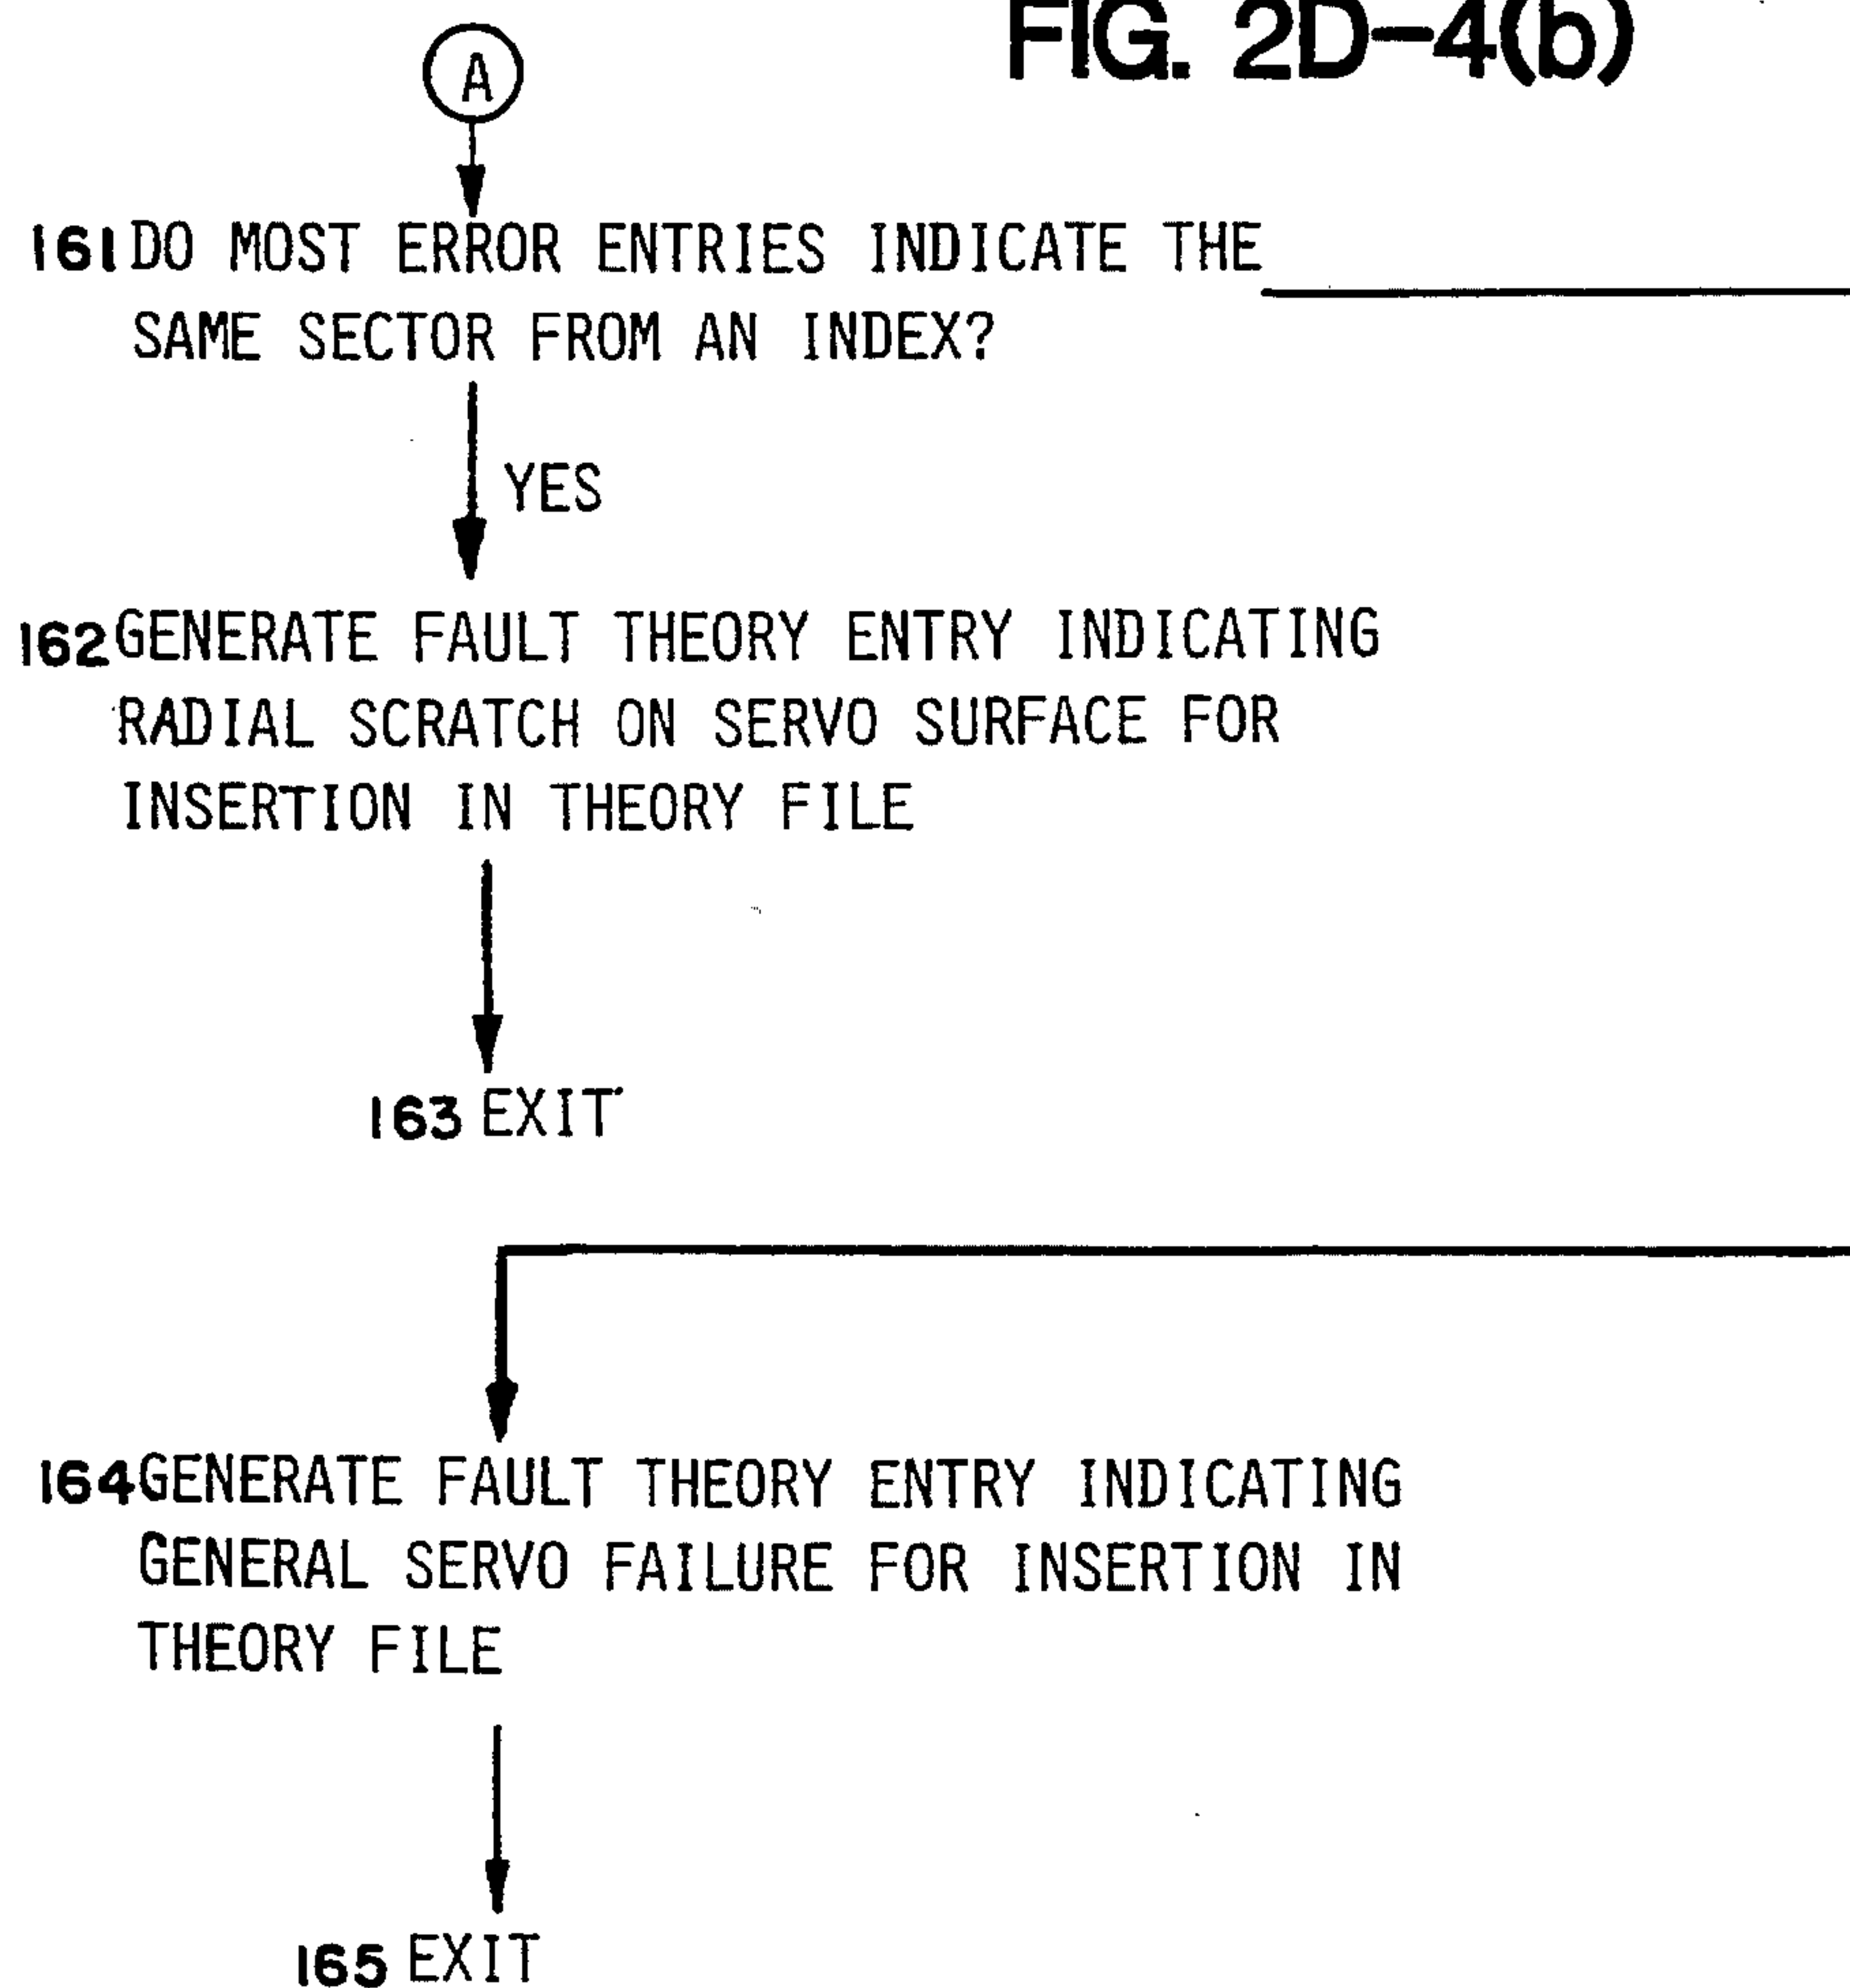 FIG. 2D-4(b)
A
161 DO MOST ERROR ENTRIES INDICATE THE
SAME SECTOR FROM AN INDEX?
YES
162 GENERATE FAULT THEORY ENTRY INDICATING
RADIAL SCRATCH ON SERVO SURFACE FOR
INSERTION IN THEORY FILE
163 EXIT
164 GENERATE FAULT THEORY ENTRY INDICATING
GENERAL SERVO FAILURE FOR INSERTION IN
THEORY FILE
165 EXIT